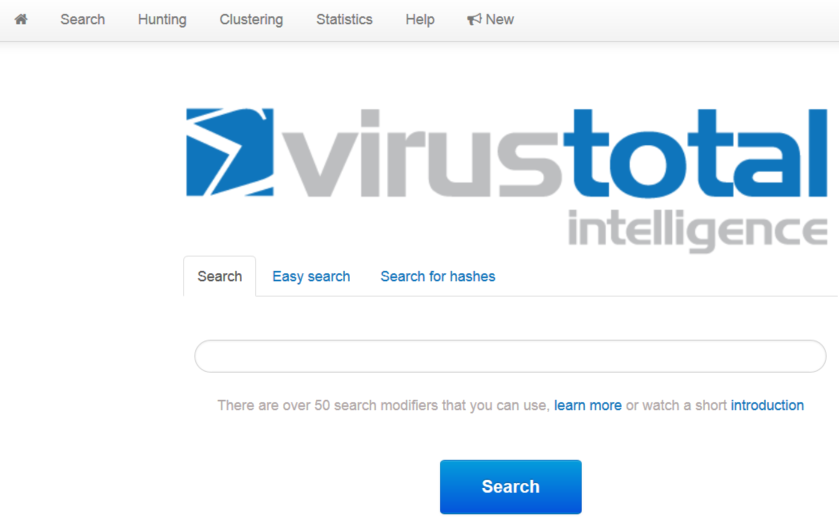 Search Hunting Clustering Statistics Help New
virustotal
intelligence
Search Easy search Search for hashes
There are over 50 search modifiers that you can use, learn more or watch a short introduction
Search